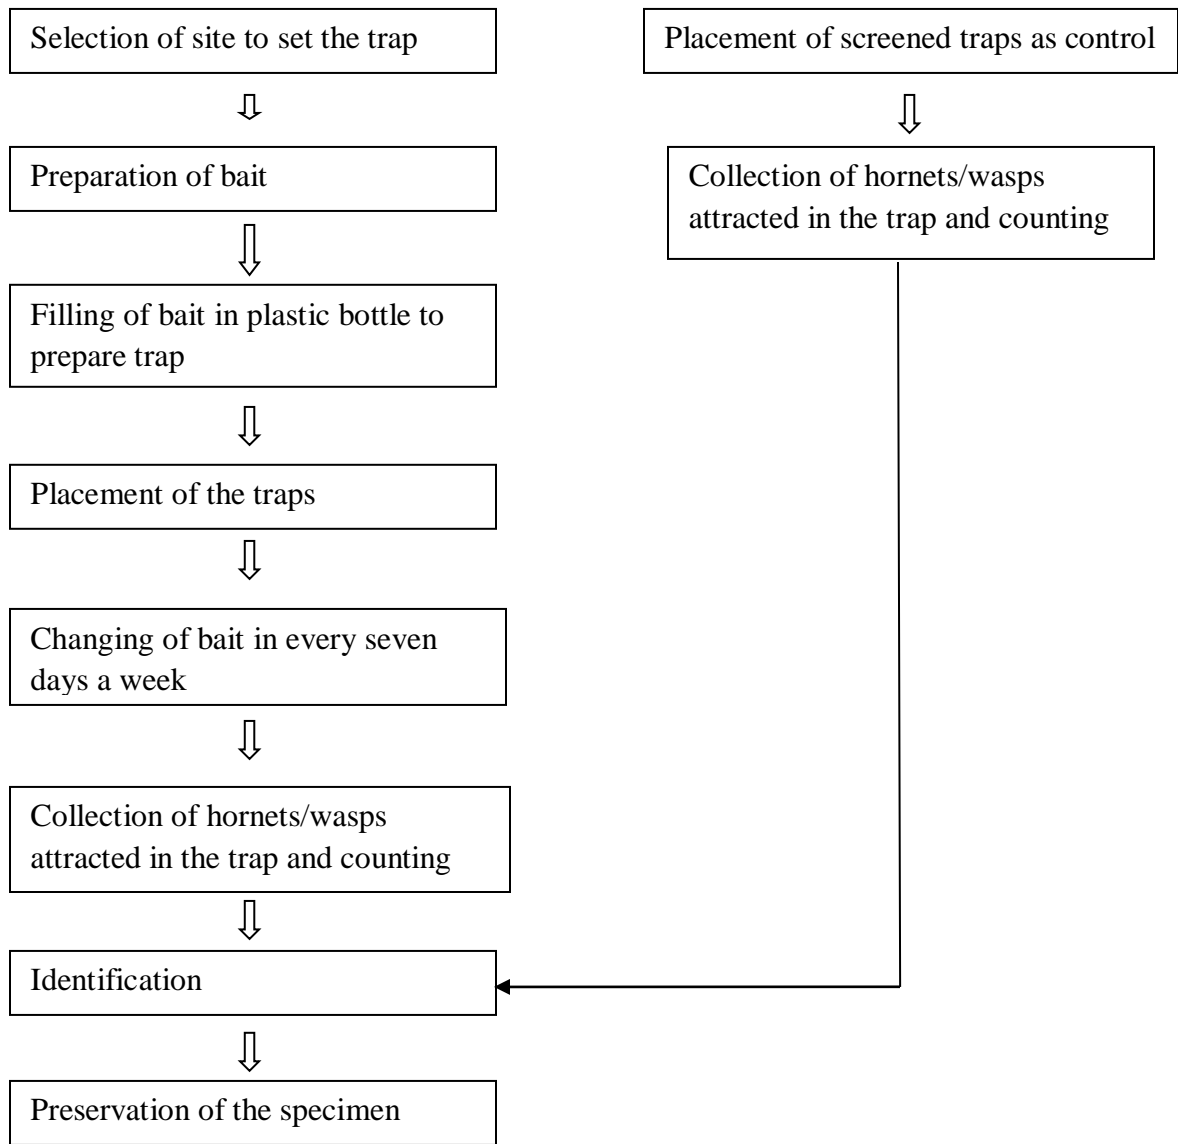 Selection of site to set the trap
Preparation of bait
Filling of bait in plastic bottle to
prepare trap
Placement of the traps
Changing of bait in every seven
days a week
Collection of hornets/wasps
attracted in the trap and counting
Identification
Preservation of the specimen
Placement of screened traps as control
Collection of hornets/wasps
attracted in the trap and counting